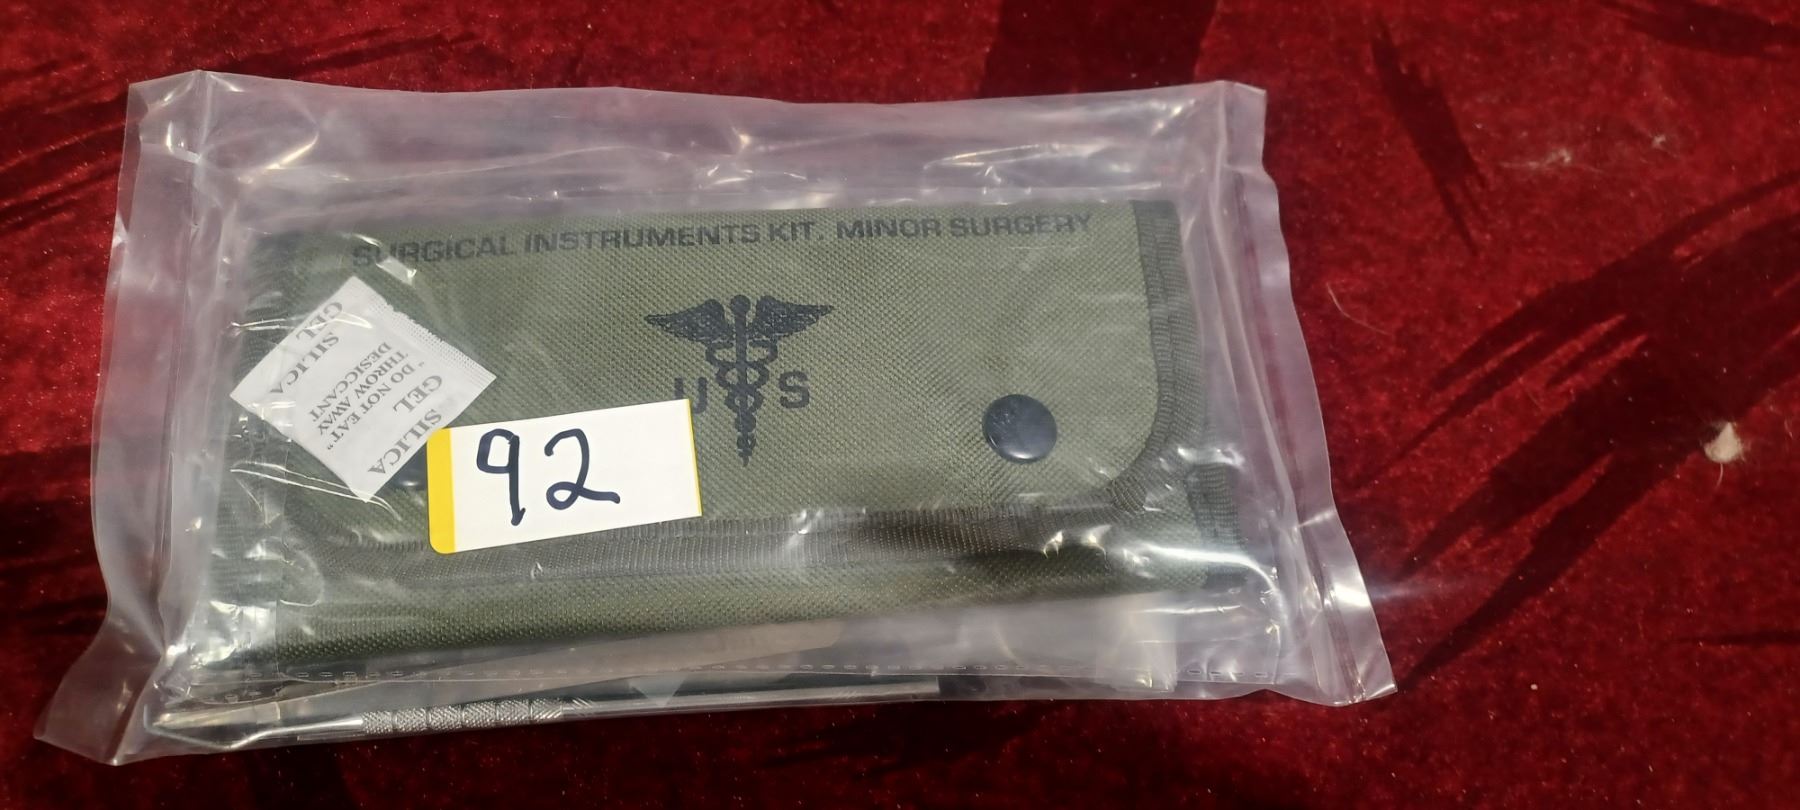 SURGICAL INSTRUMENTS KIT, MINOR SURGERY
U S
SILICA
GEL
" DO NOT EAT "
THROW AWAY
DESICCANT
SILICA
GEL
92